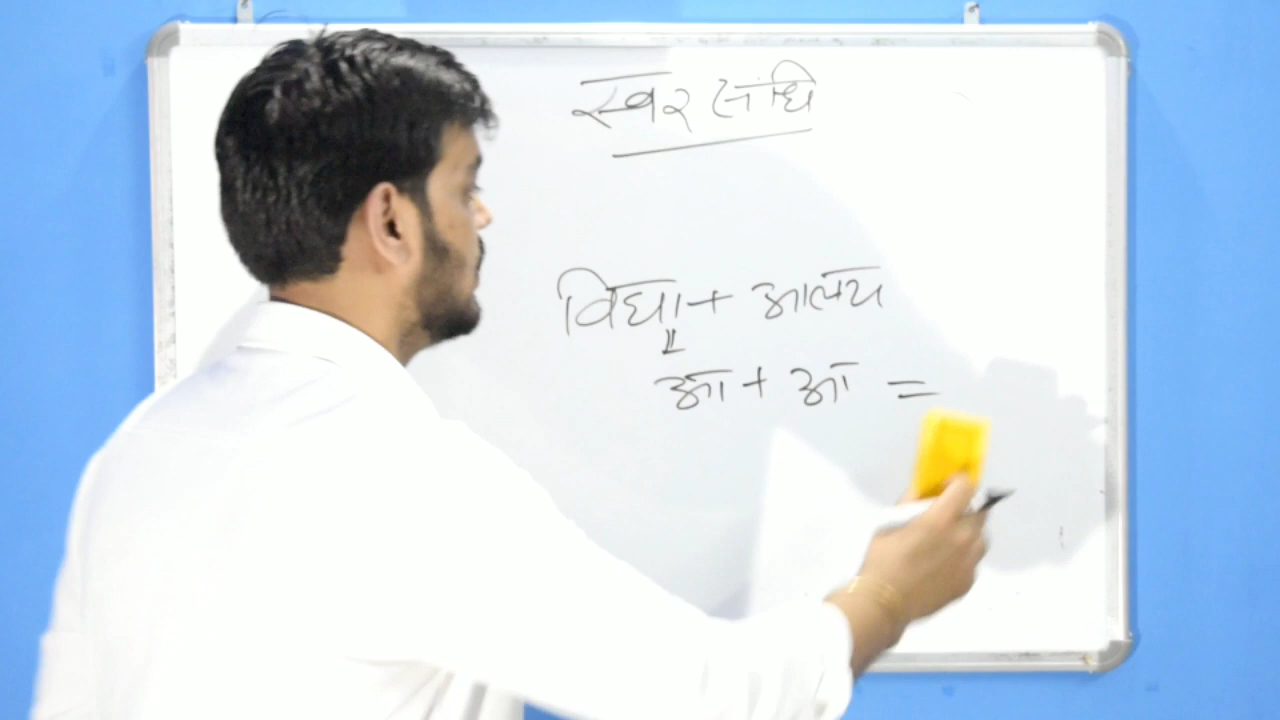 स्वर संधि
विद्या + आलय
आ + आ =